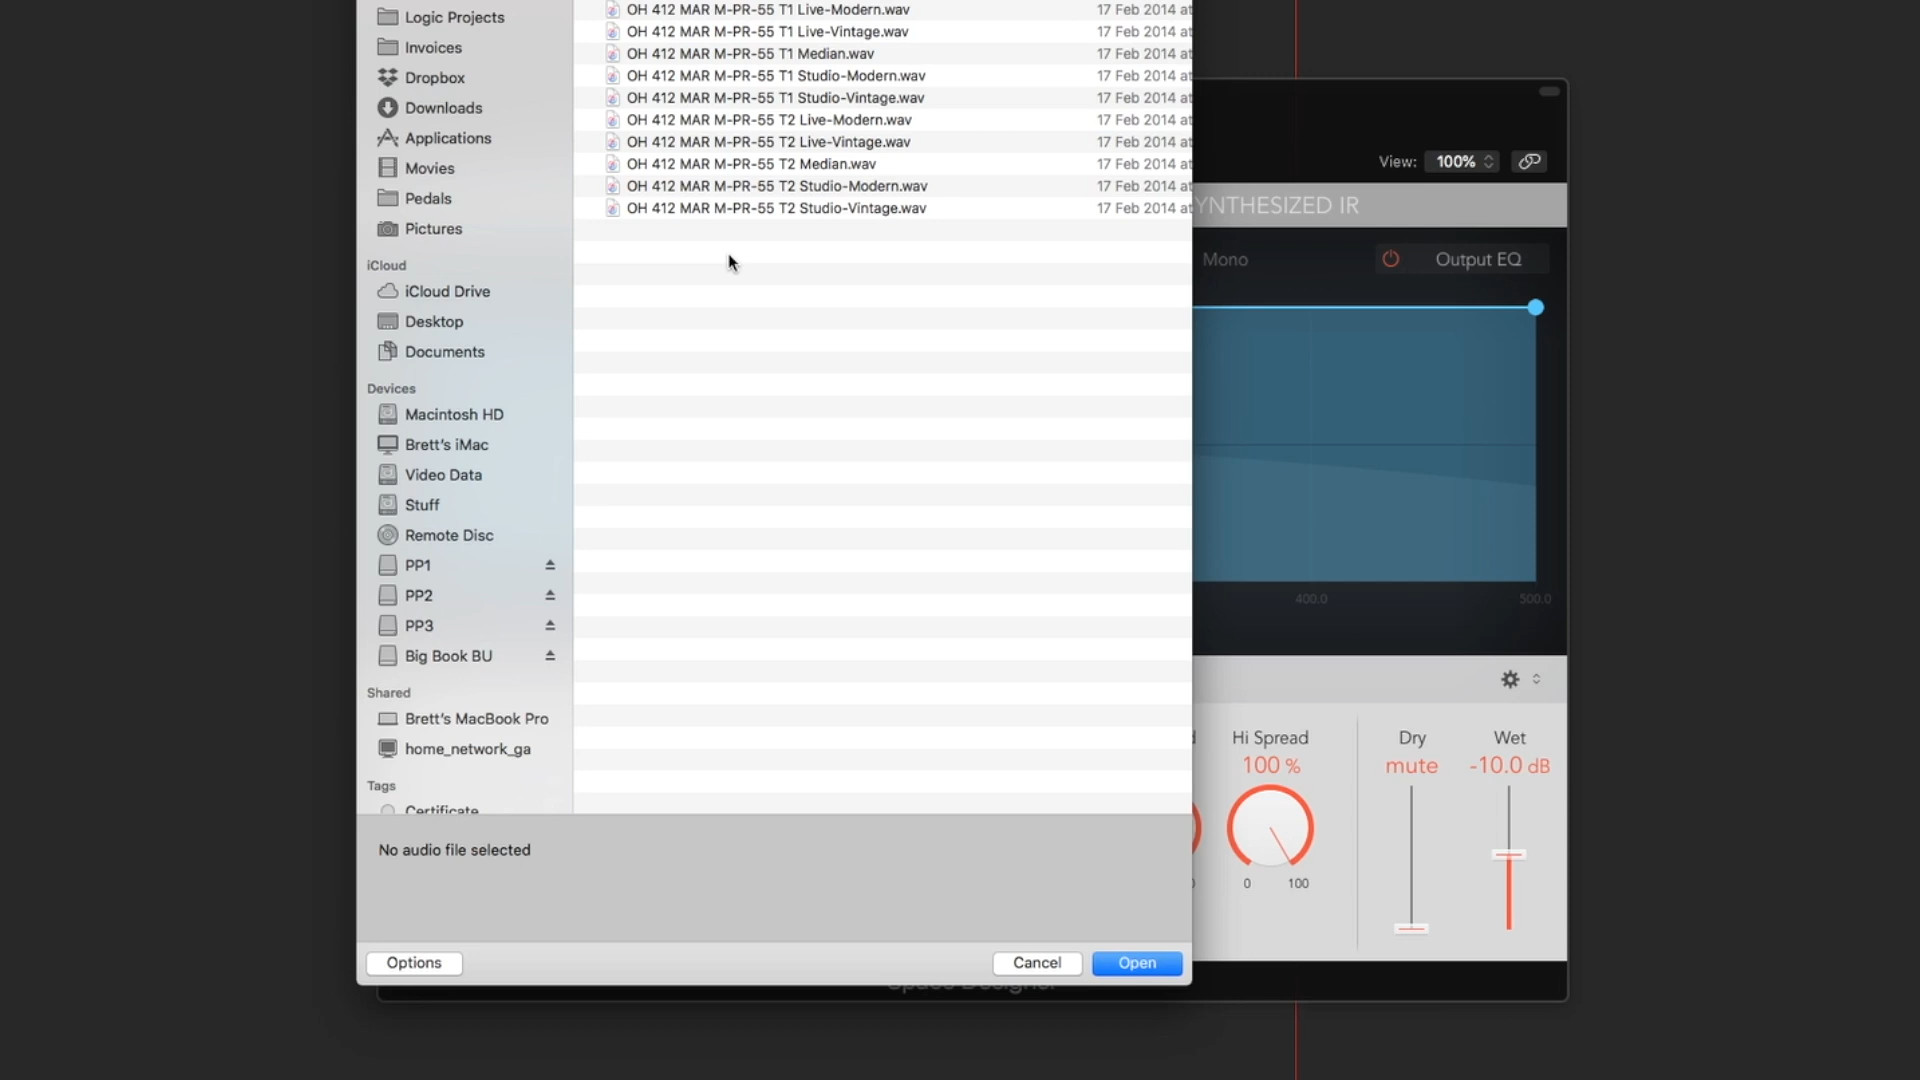 Logic Projects
Invoices
Dropbox
Downloads
Applications
Movies
Pedals
Pictures
iCloud
iCloud Drive
Desktop
Documents
Devices
Macintosh HD
Brett's iMac
Video Data
Stuff
Remote Disc
PP1
PP2
PP3
Big Book BU
Shared
Brett's MacBook Pro
home_network_ga
Tags
Certificate
OH 412 MAR M-PR-55 T1 Live-Modern.wav 17 Feb 2014 at
OH 412 MAR M-PR-55 T1 Live-Vintage.wav 17 Feb 2014 at
OH 412 MAR M-PR-55 T1 Median.wav 17 Feb 2014 at
OH 412 MAR M-PR-55 T1 Studio-Modern.wav 17 Feb 2014 at
OH 412 MAR M-PR-55 T1 Studio-Vintage.wav 17 Feb 2014 at
OH 412 MAR M-PR-55 T2 Live-Modern.wav 17 Feb 2014 at
OH 412 MAR M-PR-55 T2 Live-Vintage.wav 17 Feb 2014 at
OH 412 MAR M-PR-55 T2 Median.wav 17 Feb 2014 at
OH 412 MAR M-PR-55 T2 Studio-Modern.wav 17 Feb 2014 at
OH 412 MAR M-PR-55 T2 Studio-Vintage.wav 17 Feb 2014 at
No audio file selected
Options Cancel Open
View: 100%
YNTHESIZED IR
Mono Output EQ
400.0 500.0
Hi Spread Dry Wet
100 % mute -10.0 dB
0 100
Space Designer